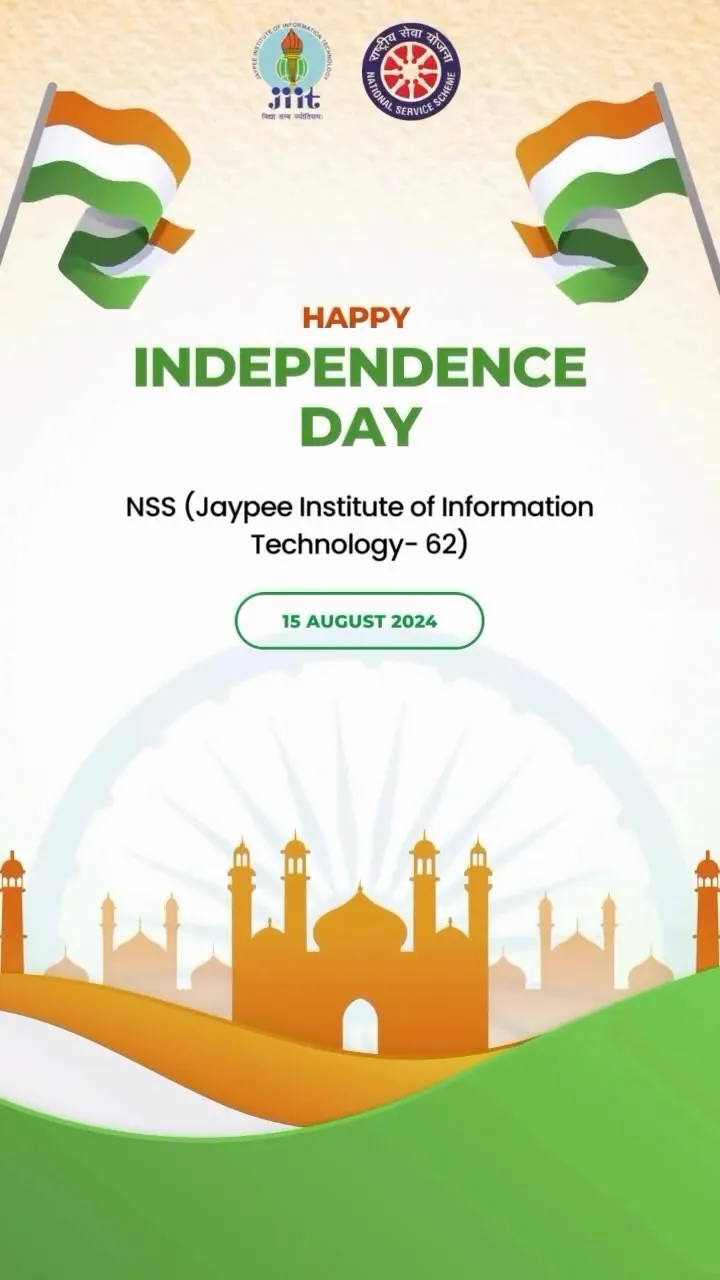 JAYPEE INSTITUTE OF INFORMATION TECHNOLOGY
jiit
विद्या तत्व ज्योतिसमः
राष्ट्रीय सेवा योजना
NATIONAL SERVICE SCHEME
HAPPY
INDEPENDENCE
DAY
NSS (Jaypee Institute of Information
Technology- 62)
15 AUGUST 2024